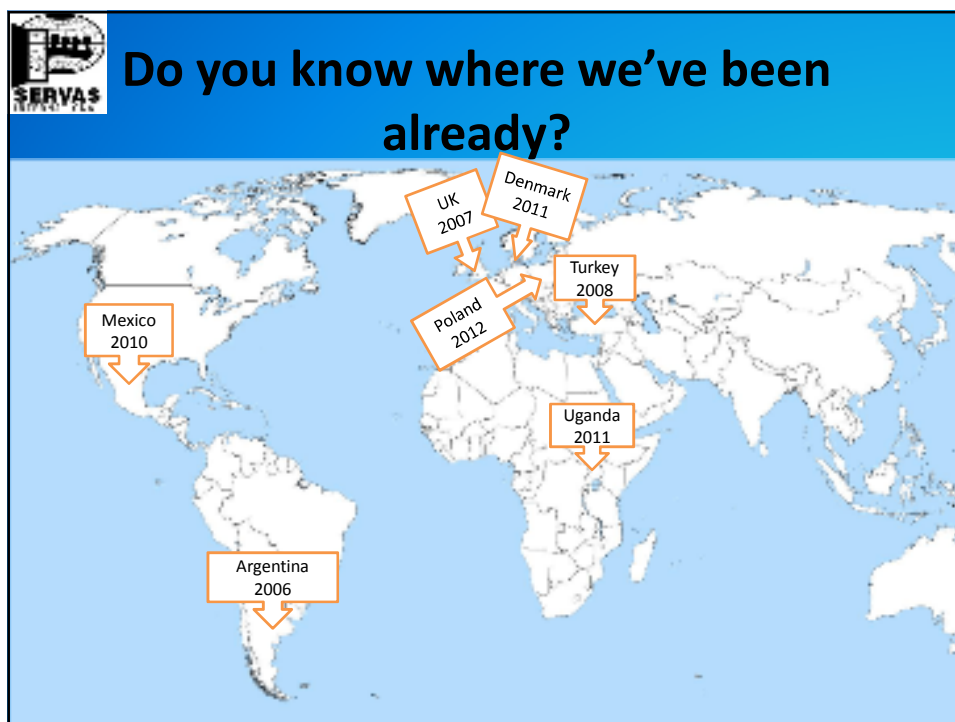 SERVAS
Do you know where we've been
already?
UK
2007
Denmark
2011
Turkey
2008
Poland
2012
Mexico
2010
Uganda
2011
Argentina
2006